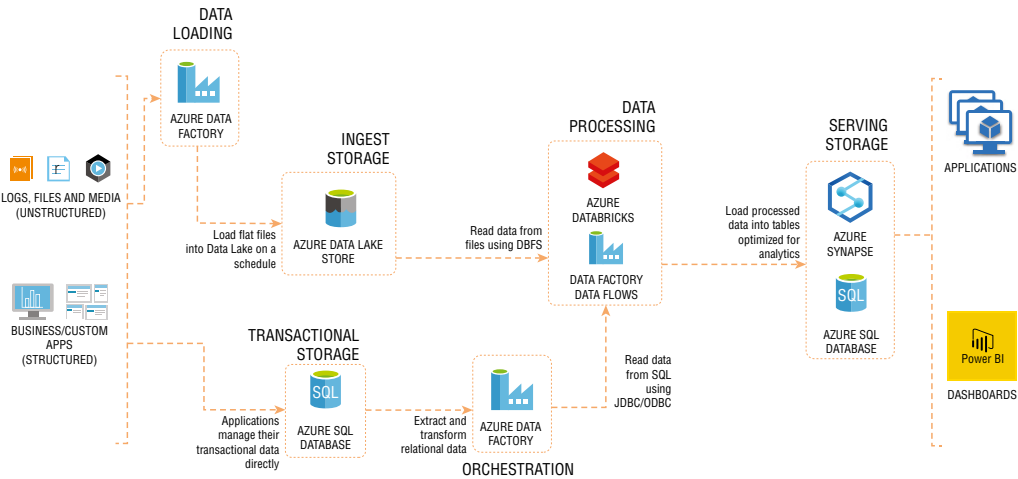 DATA
LOADING
AZURE DATA
FACTORY
LOGS, FILES AND MEDIA
(UNSTRUCTURED)
BUSINESS/CUSTOM
APPS
(STRUCTURED)
Load flat files
into Data Lake on a
schedule
INGEST
STORAGE
AZURE DATA LAKE
STORE
TRANSACTIONAL
STORAGE
SQL
AZURE SQL
DATABASE
Applications
manage their
transactional data
directly
Extract and
transform
relational data
AZURE DATA
FACTORY
ORCHESTRATION
Read data from
files using DBFS
DATA
PROCESSING
AZURE
DATABRICKS
DATA FACTORY
DATA FLOWS
Read data
from SQL
using
JDBC/ODBC
Load processed
data into tables
optimized for
analytics
SERVING
STORAGE
AZURE
SYNAPSE
SQL
AZURE SQL
DATABASE
APPLICATIONS
Power BI
DASHBOARDS